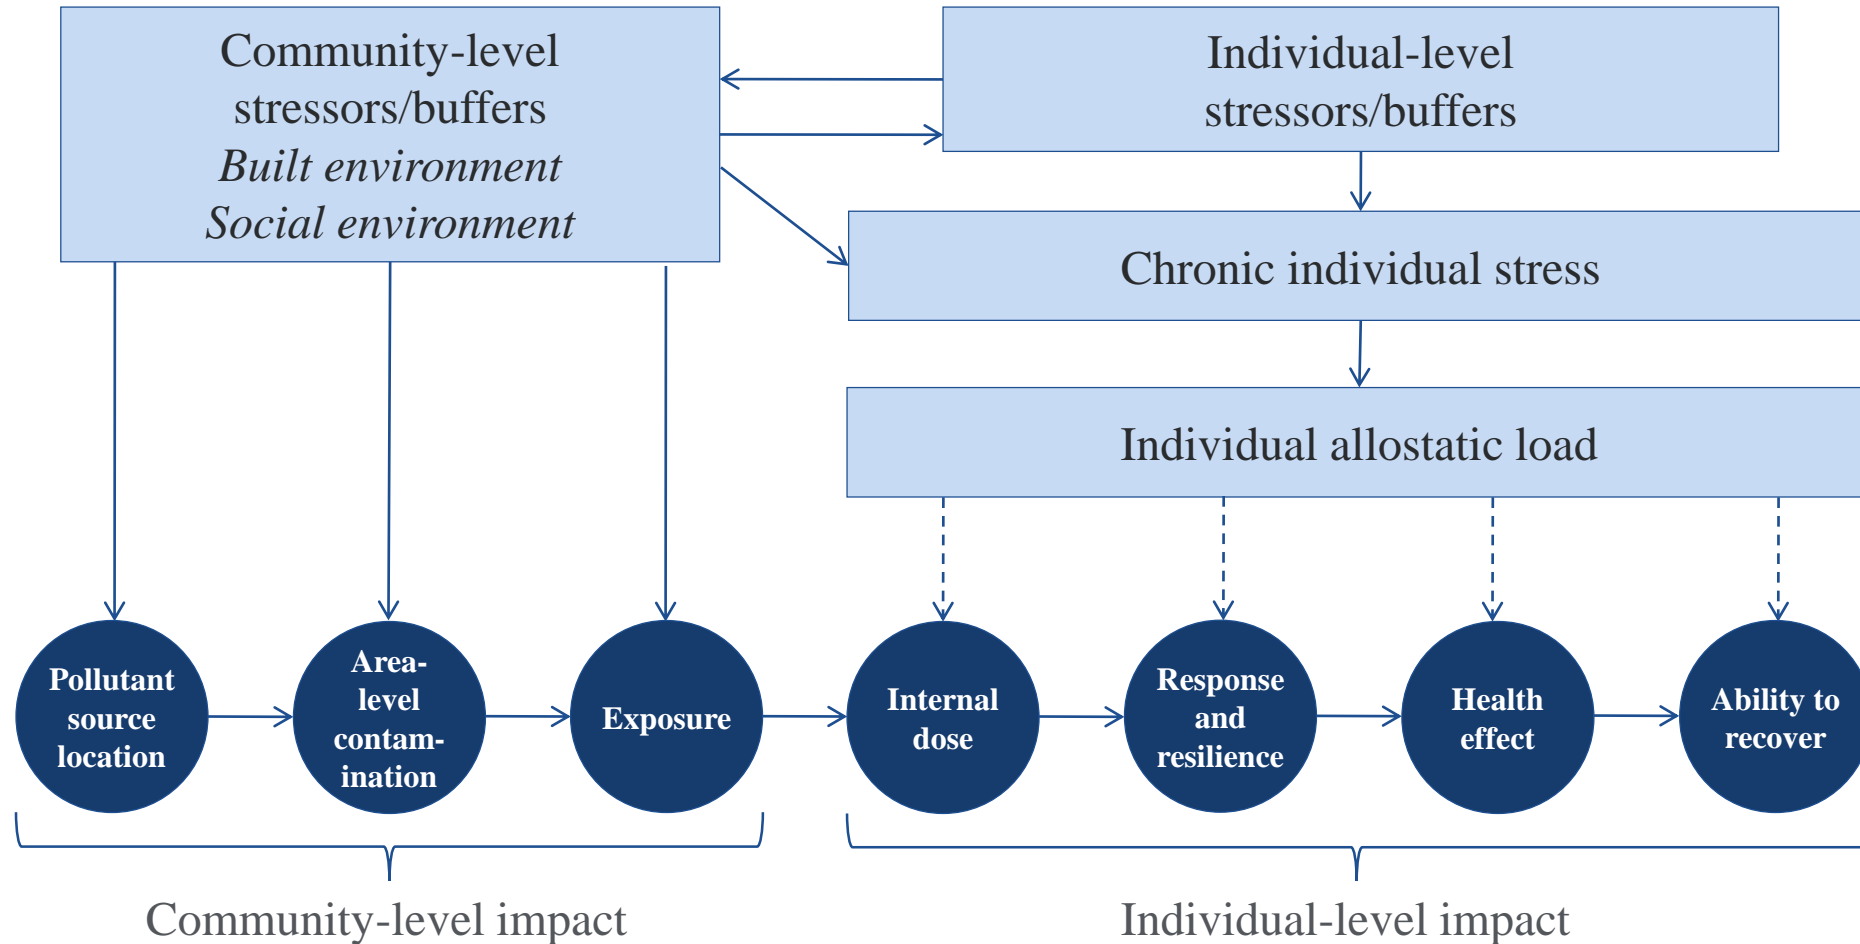 Community-level
stressors/buffers
Built environment
Social environment
Individual-level
stressors/buffers
Chronic individual stress
Individual allostatic load
Pollutant
source
location
Area-
level
contam-
ination
Exposure
Internal
dose
Response
and
resilience
Health
effect
Ability to
recover
Community-level impact
Individual-level impact